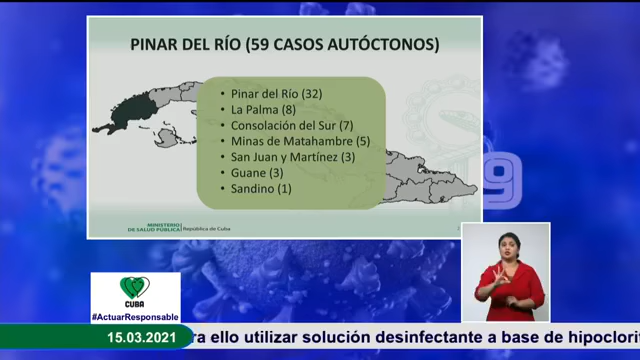 PINAR DEL RÍO (59 CASOS AUTÓCTONOS)
• Pinar del Río (32)
• La Palma (8)
• Consolación del Sur (7)
• Minas de Matahambre (5)
• San Juan y Martínez (3)
• Guane (3)
• Sandino (1)
9
MINISTERIO
DE SALUD PÚBLICA
República de Cuba
CUBA
#ActuarResponsable
15.03.2021
ra ello utilizar solución desinfectante a base de hipoclorit